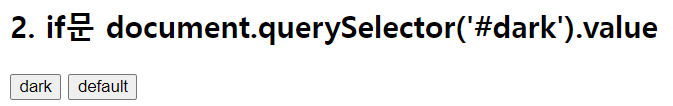 2. if문 document.querySelector('#dark').value
dark default